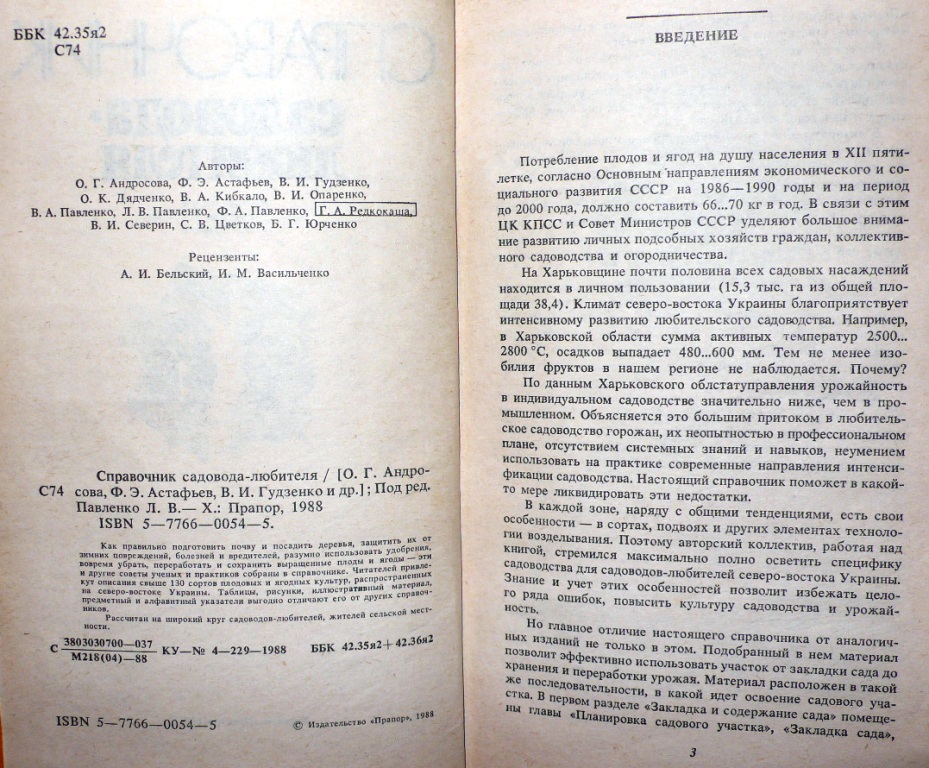 ББК 42.35я2
С74
Авторы:
О. Г. Андросова, Ф. Э. Астафьев, В. И. Гудзенко,
О. К. Дядченко, В. А. Кибкало, В. И. Опаренко,
В. А. Павленко, Л. В. Павленко, Ф. А. Павленко, Г. А. Редкокаша,
В. И. Северин, С. В. Цветков, Б. Г. Юрченко
Рецензенты:
А. И. Бельский, И. М. Васильченко
Справочник садовода-любителя / [О. Г. Андро-
С74 сова, Ф. Э. Астафьев, В. И. Гудзенко и др.]; Под ред.
Павленко Л. В.— Х.: Прапор, 1988
ISBN 5—7766—0054—5.
Как правильно подготовить почву и посадить деревья, защитить их от
зимних повреждений, болезней и вредителей, разумно использовать удобрения,
вовремя убрать, переработать и сохранить выращенные плоды и ягоды — эти
и другие советы ученых и практиков собраны в справочнике. Читателей привле-
кут описания свыше 130 сортов плодовых и ягодных культур, распространенных
на северо-востоке Украины. Таблицы, рисунки, иллюстративный материал,
предметный и алфавитный указатели выгодно отличают его от других справоч-
ников.
Рассчитан на широкий круг садоводов-любителей, жителей сельской мест-
ности.
С 3803030700—037
М218(04)—88 КУ—№ 4—229—1988 ББК 42.35я2+42.36я2
ISBN 5—7766—0054—5
© Издательство «Прапор», 1988
ВВЕДЕНИЕ
Потребление плодов и ягод на душу населения в XII пяти-
летке, согласно Основным направлениям экономического и со-
циального развития СССР на 1986—1990 годы и на период
до 2000 года, должно составить 66...70 кг в год. В связи с этим
ЦК КПСС и Совет Министров СССР уделяют большое внима-
ние развитию личных подсобных хозяйств граждан, коллектив-
ного садоводства и огородничества.
На Харьковщине почти половина всех садовых насаждений
находится в личном пользовании (15,3 тыс. га из общей пло-
щади 38,4). Климат северо-востока Украины благоприятствует
интенсивному развитию любительского садоводства. Например,
в Харьковской области сумма активных температур 2500...
2800 °С, осадков выпадает 480...600 мм. Тем не менее изо-
билия фруктов в нашем регионе не наблюдается. Почему?
По данным Харьковского облстатуправления урожайность
в индивидуальном садоводстве значительно ниже, чем в про-
мышленном. Объясняется это большим притоком в любитель-
ское садоводство горожан, их неопытностью в профессиональном
плане, отсутствием системных знаний и навыков, неумением
использовать на практике современные направления интенси-
фикации садоводства. Настоящий справочник поможет в какой-
то мере ликвидировать эти недостатки.
В каждой зоне, наряду с общими тенденциями, есть свои
особенности — в сортах, подвоях и других элементах техноло-
гии возделывания. Поэтому авторский коллектив, работая над
книгой, стремился максимально полно осветить специфику
садоводства для садоводов-любителей северо-востока Украины.
Знание и учет этих особенностей позволит избежать цело-
го ряда ошибок, повысить культуру садоводства и урожай-
ность.
Но главное отличие настоящего справочника от аналогич-
ных изданий не только в этом. Подобранный в нем материал
позволит эффективно использовать участок от закладки сада до
хранения и переработки урожая. Материал расположен в такой
же последовательности, в какой идет освоение садового уча-
стка. В первом разделе «Закладка и содержание сада» помеще-
ны главы «Планировка садового участка», «Закладка сада»,
3